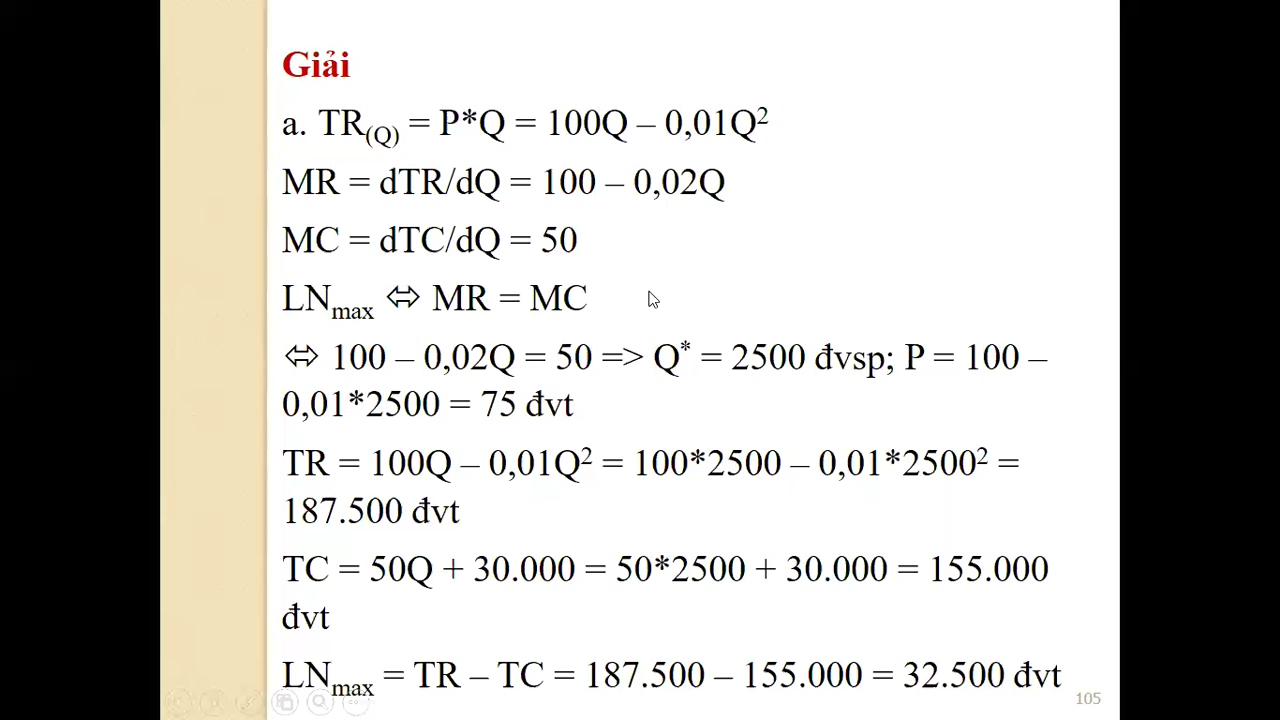 Giải
a. TR(Q) = P*Q = 100Q – 0,01Q²
MR = dTR/dQ = 100 – 0,02Q
MC = dTC/dQ = 50
LNmax ⇔ MR = MC
⇔ 100 – 0,02Q = 50 => Q* = 2500 đvsp; P = 100 –
0,01*2500 = 75 đvt
TR = 100Q – 0,01Q² = 100*2500 – 0,01*2500² =
187.500 đvt
TC = 50Q + 30.000 = 50*2500 + 30.000 = 155.000
đvt
LNmax = TR – TC = 187.500 – 155.000 = 32.500 đvt
105